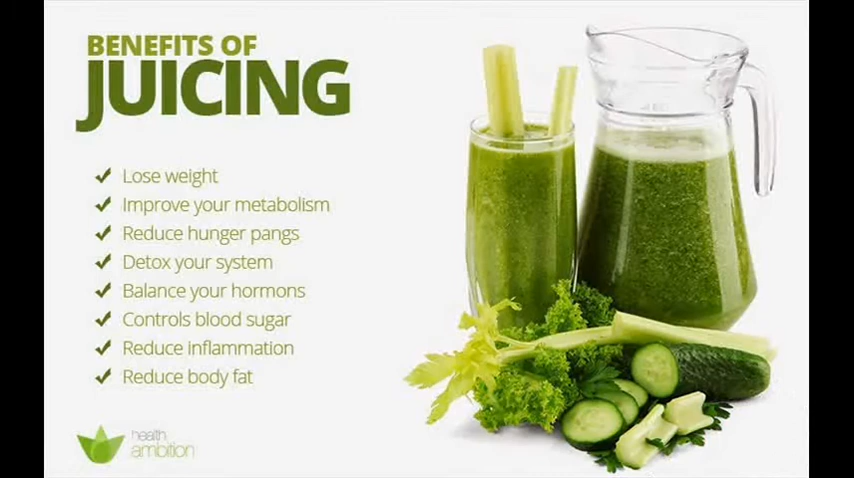 BENEFITS OF
JUICING
Lose weight
Improve your metabolism
Reduce hunger pangs
Detox your system
Balance your hormons
Controls blood sugar
Reduce inflammation
Reduce body fat
health
ambition